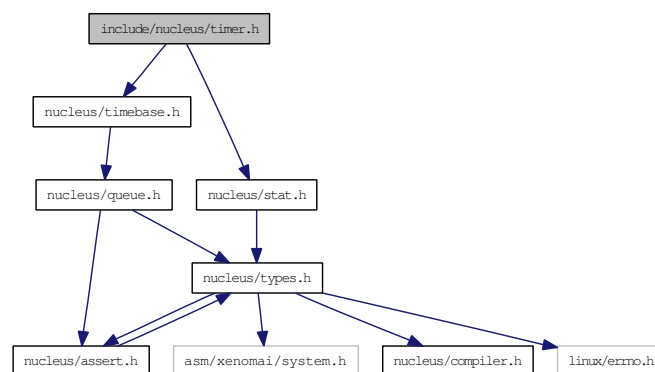 include/nucleus/timer.h
nucleus/timebase.h
nucleus/queue.h
nucleus/stat.h
nucleus/types.h
nucleus/assert.h
asm/xenomai/system.h
nucleus/compiler.h
linux/errno.h